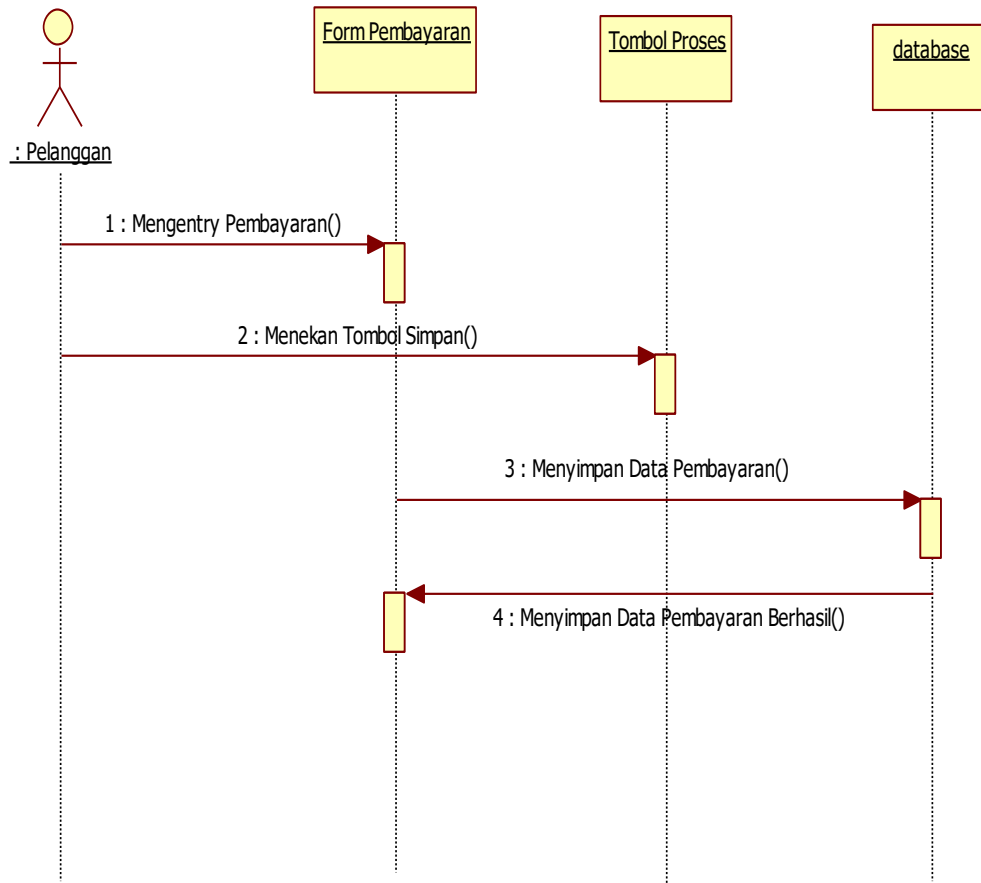 Form Pembayaran
Tombol Proses
database
: Pelanggan
1 : Mengentry Pembayaran()
2 : Menekan Tombol Simpan()
3 : Menyimpan Data Pembayaran()
4 : Menyimpan Data Pembayaran Berhasil()